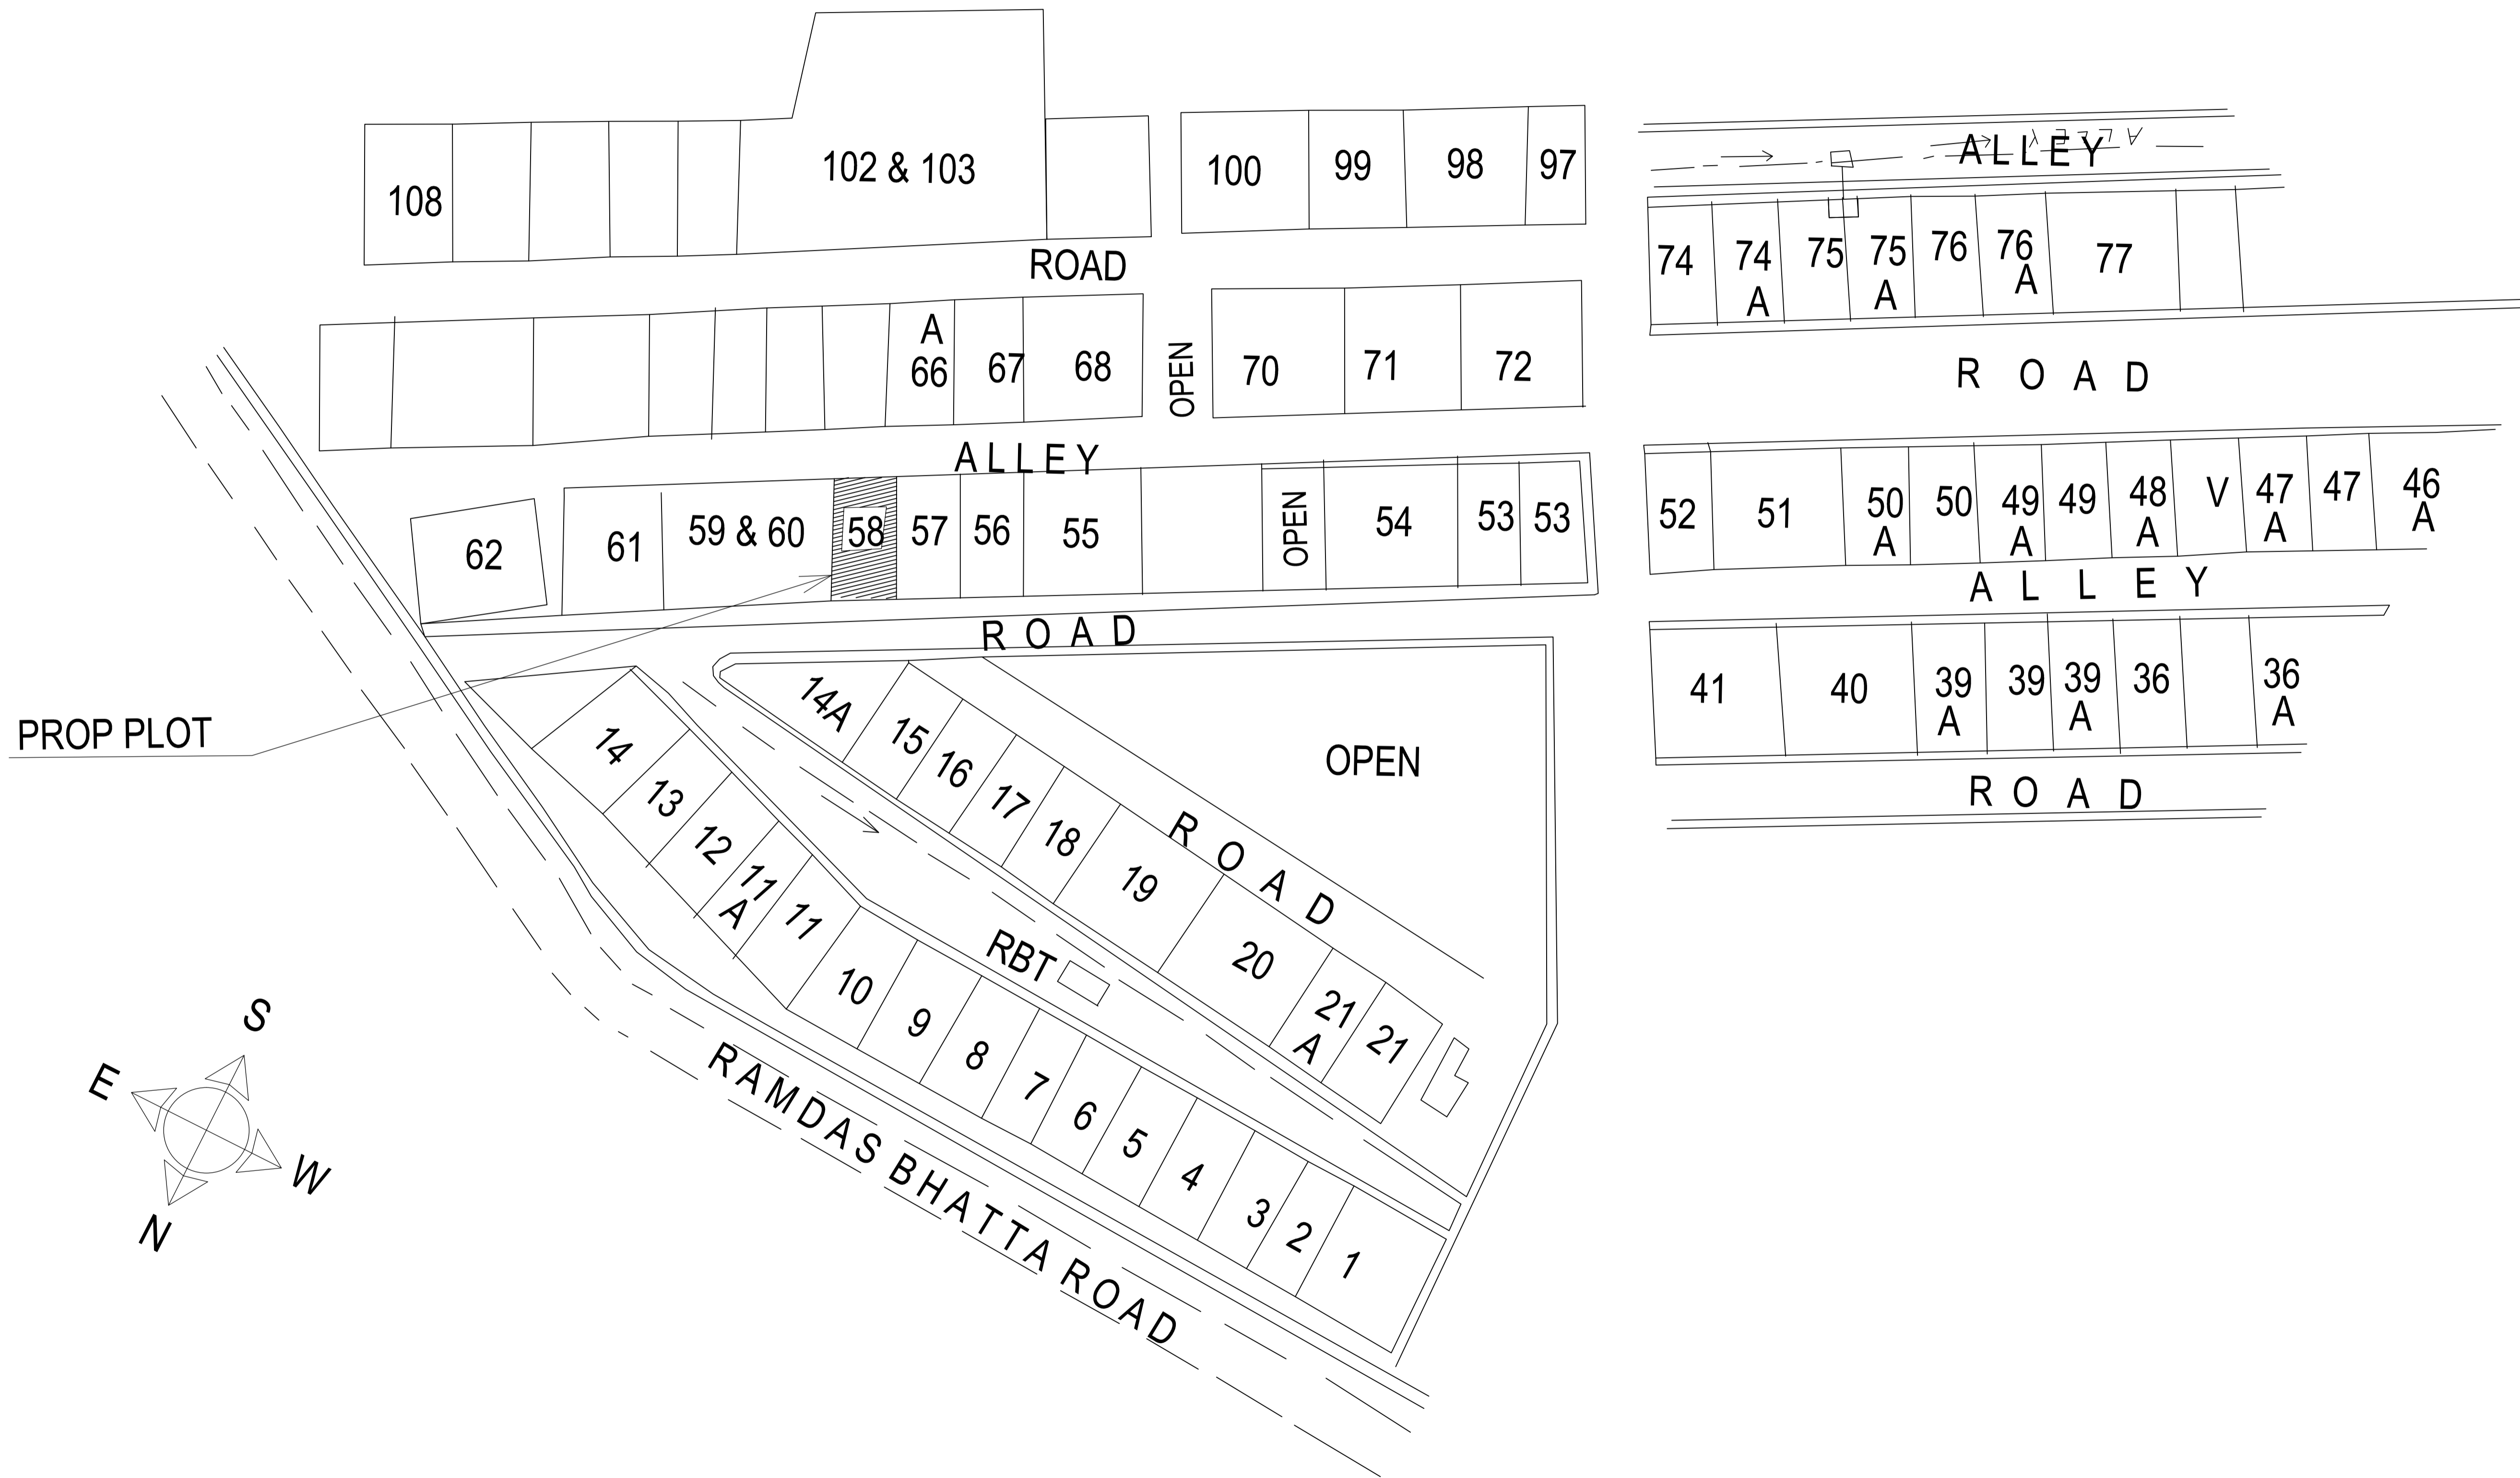 102 & 103
108
100
99
98
97
ALLEY
ALLEY
ROAD
74
74
A
75
75
A
76
76
A
77
A
66
67
68
OPEN
70
71
72
ROAD
ALLEY
62
61
59 & 60
58
57
56
55
OPEN
54
53
53
52
51
50
A
50
49
A
49
48
A
V
47
A
47
46
A
ALLEY
ROAD
41
40
39
A
39
39
A
36
36
A
ROAD
PROP PLOT
14A
15
16
17
18
19
20
21
A
21
ROAD
OPEN
RBT
14
13
12
11
A
11
10
9
8
7
6
5
4
3
2
1
RAMDAS BHATTA ROAD
S
E
W
N